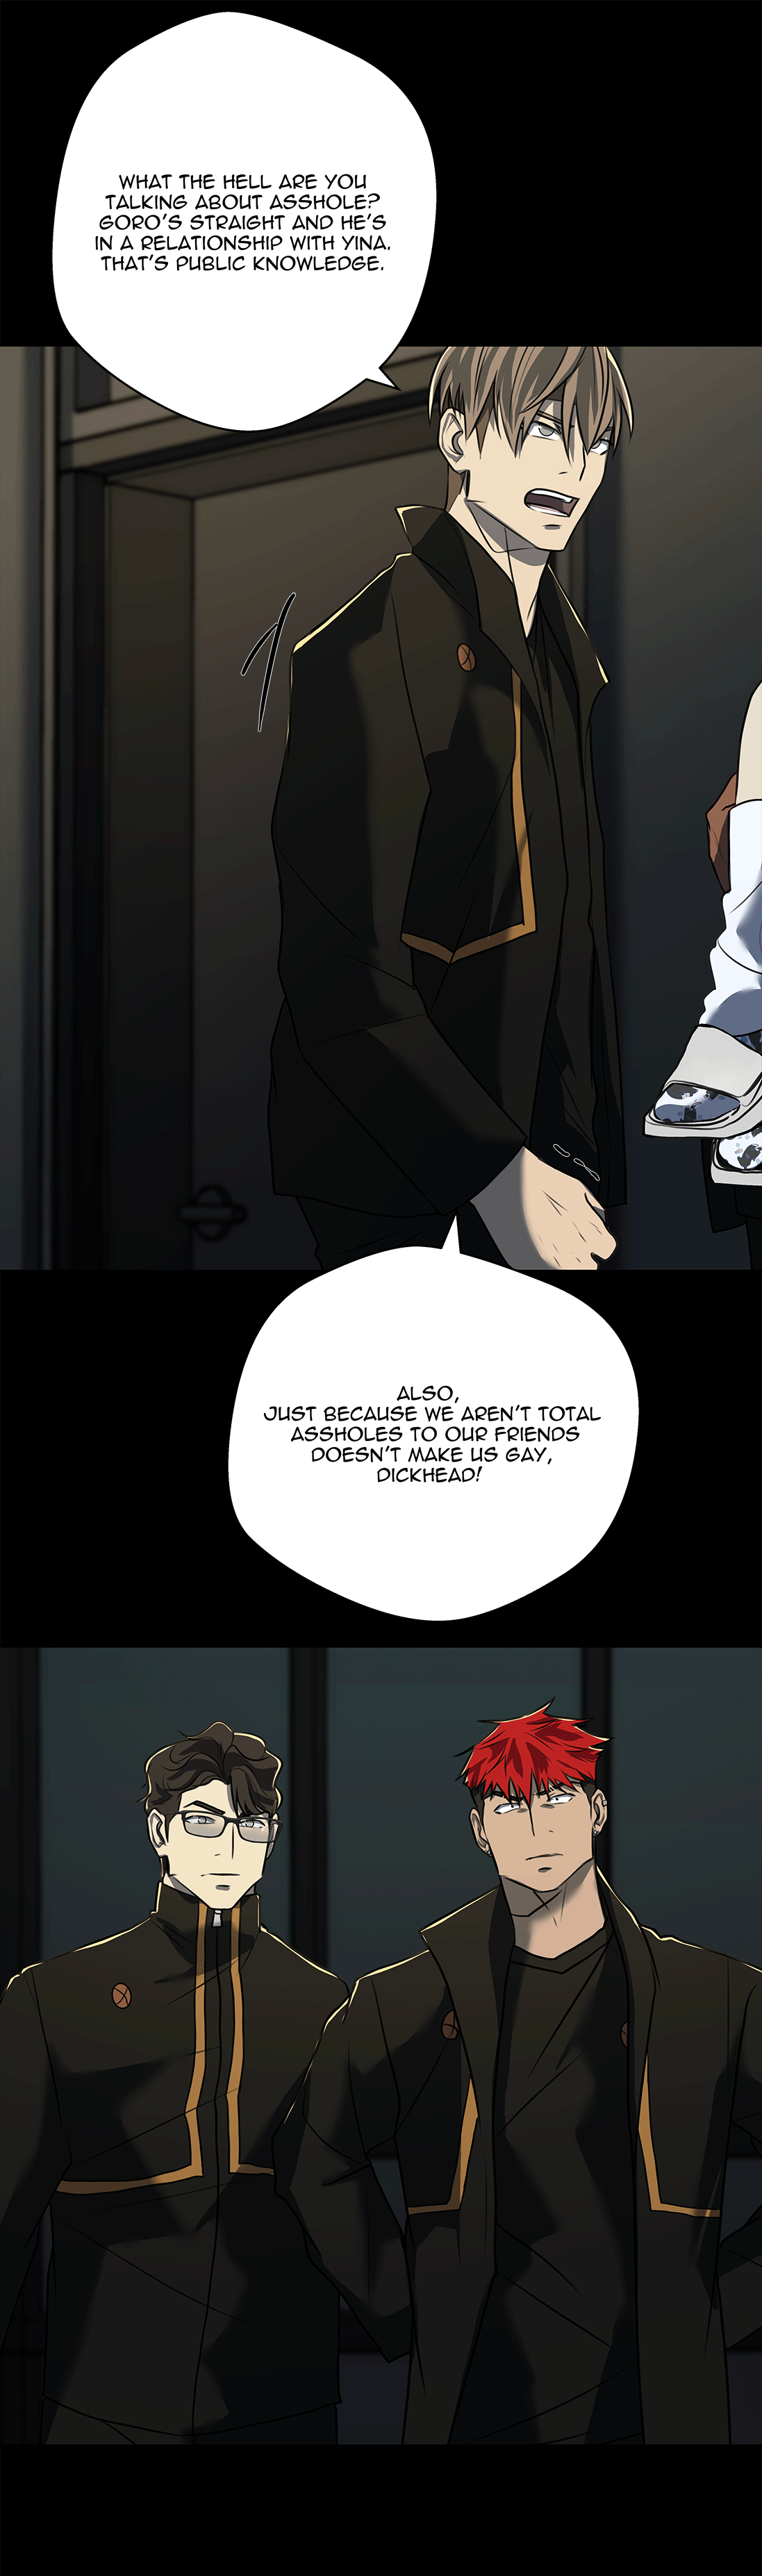 WHAT THE HELL ARE YOU
TALKING ABOUT ASSHOLE?
GORO'S STRAIGHT AND HE'S
IN A RELATIONSHIP WITH YINA.
THAT'S PUBLIC KNOWLEDGE.
ALSO,
JUST BECAUSE WE AREN'T TOTAL
ASSHOLES TO OUR FRIENDS
DOESN'T MAKE US GAY,
DICKHEAD!